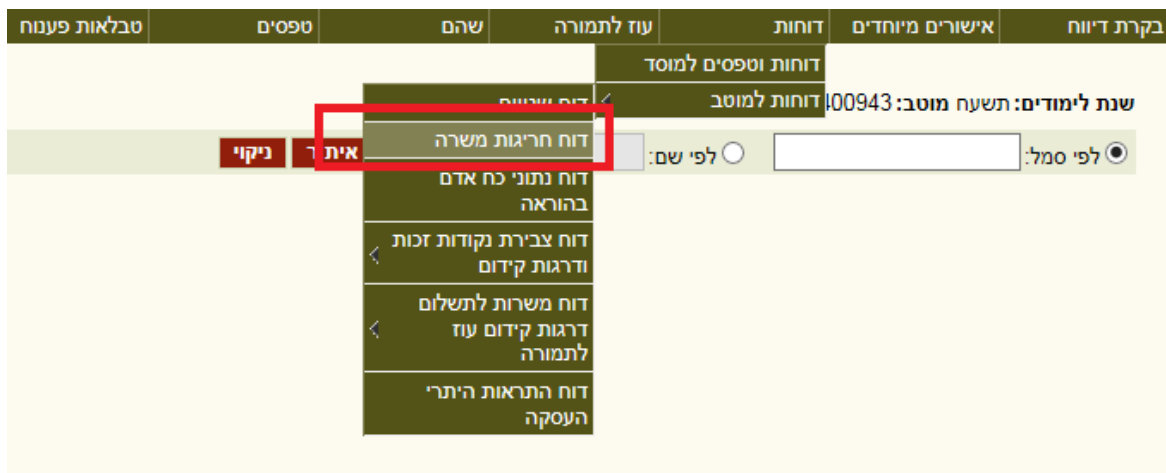 בקרת דיווח אישורים מיוחדים דוחות עוז לתמורה שהם טפסים טבלאות פענוח
דוחות וטפסים למוסד
דוחות למוטב
שנת לימודים: תשעח מוטב: 400943
דוח חריגות משרה
דוח נתוני כח אדם
בהוראה
דוח צבירת נקודות זכות
ודרגות קידום
דוח משרות לתשלום
דרגות קידום עוז
לתמורה
דוח התראות היתרי
העסקה
לפי סמל: לפי שם: ניקוי